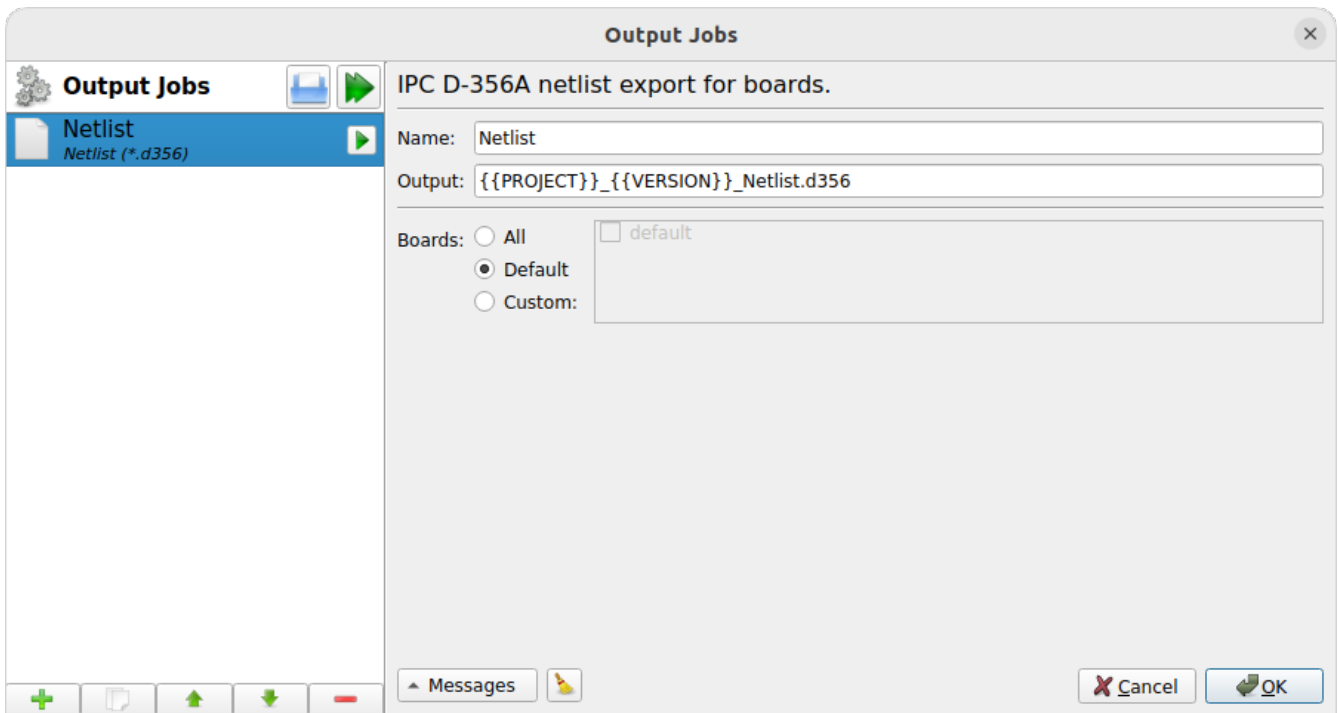 Output Jobs
Output Jobs
Netlist
Netlist (*.d356)
IPC D-356A netlist export for boards.
Name: Netlist
Output: {{PROJECT}}_{{VERSION}}_Netlist.d356
Boards: All
default
Default
Custom:
Messages
Cancel
OK